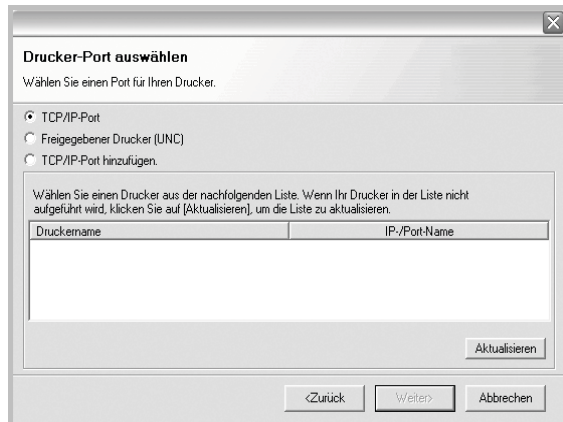 Drucker-Port auswählen
Wählen Sie einen Port für Ihren Drucker.
TCP/IP-Port
Freigegebener Drucker (UNC)
TCP/IP-Port hinzufügen.
Wählen Sie einen Drucker aus der nachfolgenden Liste. Wenn Ihr Drucker in der Liste nicht
aufgeführt wird, klicken Sie auf [Aktualisieren], um die Liste zu aktualisieren.
Druckername IP-/Port-Name
Aktualisieren
<Zurück Weiter> Abbrechen